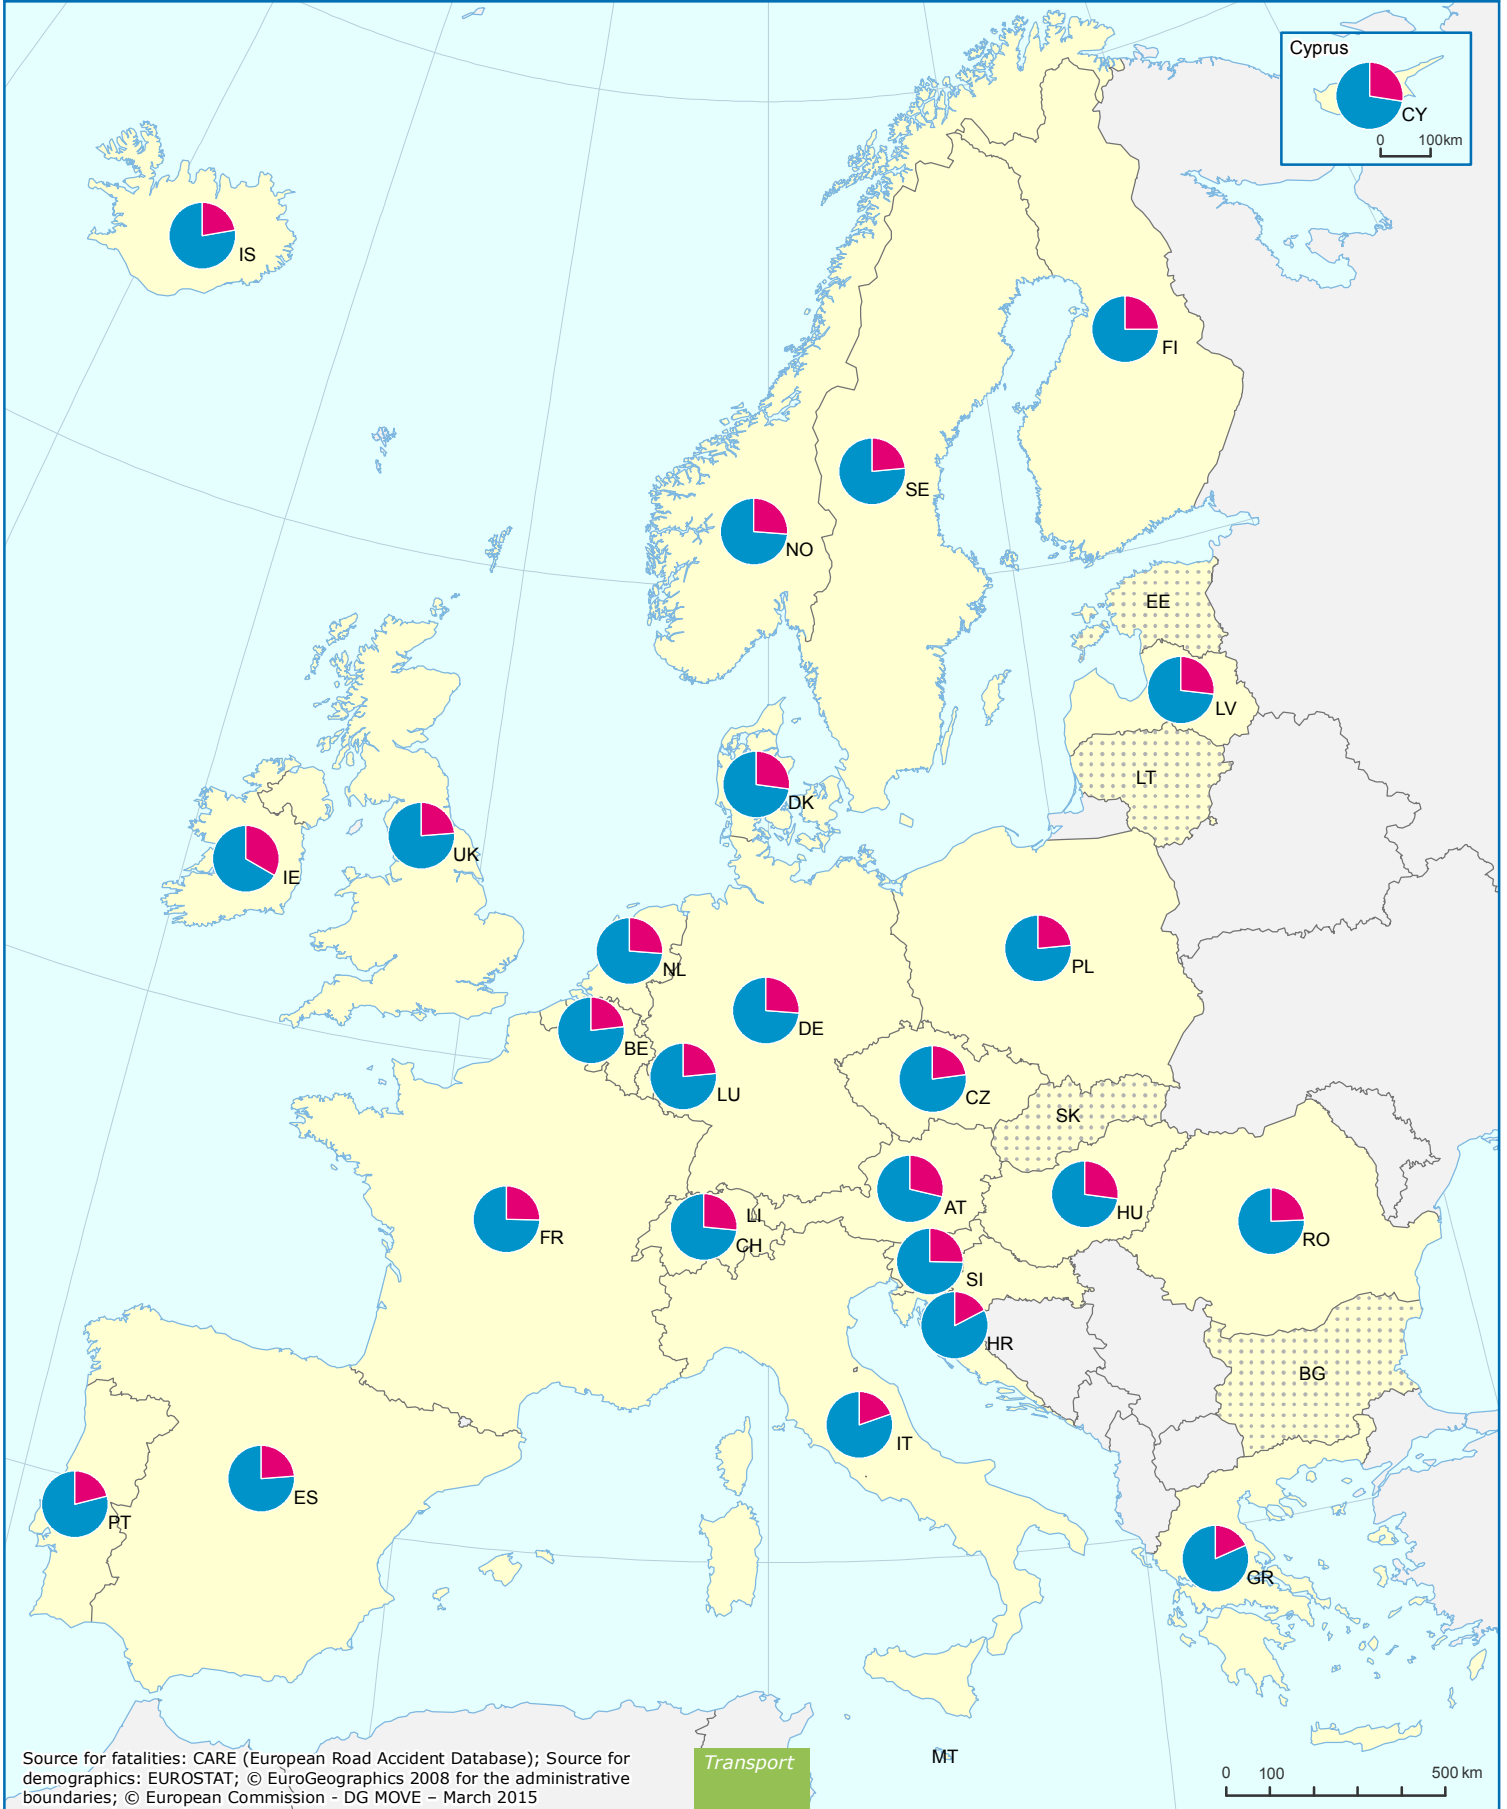 Cyprus
CY
0 100km
IS
FI
SE
NO
EE
LV
LT
DK
UK
IE
NL
PL
DE
BE
LU
CZ
SK
AT
HU
LI
CH
FR
RO
SI
HR
BG
IT
ES
PT
GR
MT
Source for fatalities: CARE (European Road Accident Database); Source for
demographics: EUROSTAT; © EuroGeographics 2008 for the administrative
boundaries; © European Commission - DG MOVE – March 2015
Transport
0 100 500 km